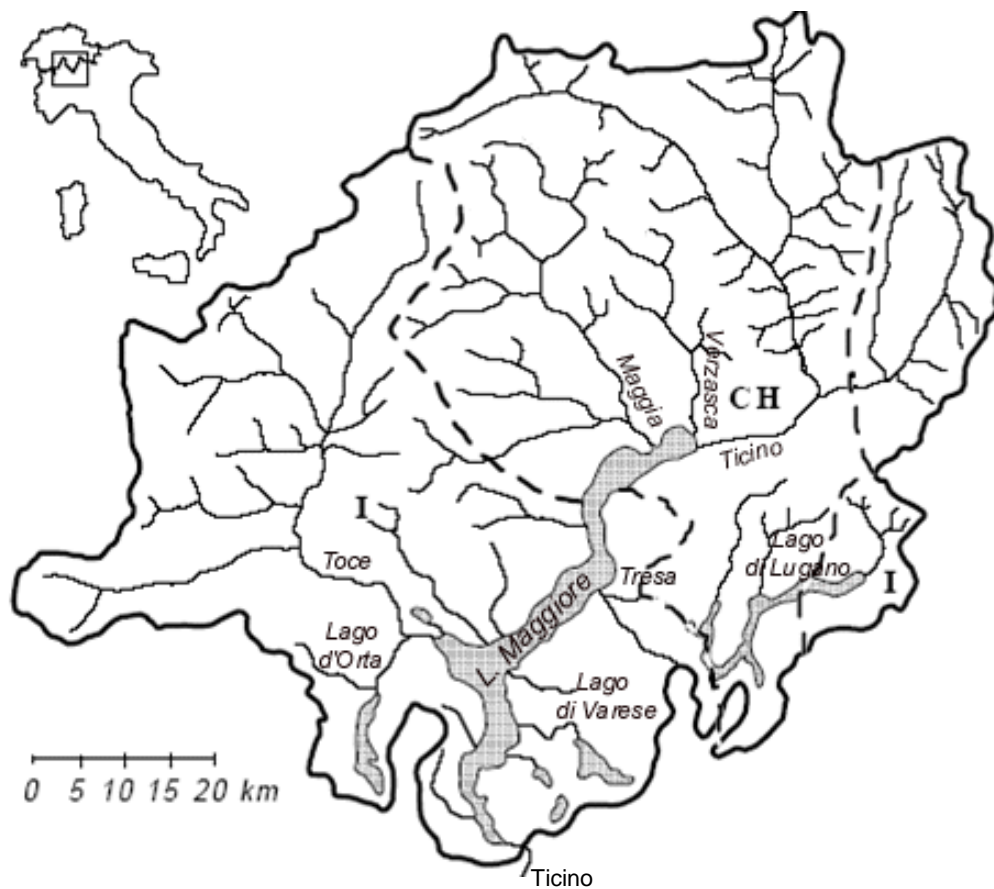 Maggia
Verzasca
CH
Ticino
I
Toce
Tresa
Lago
di Lugano
I
L. Maggiore
Lago
d'Orta
Lago
di Varese
0 5 10 15 20 km
Ticino